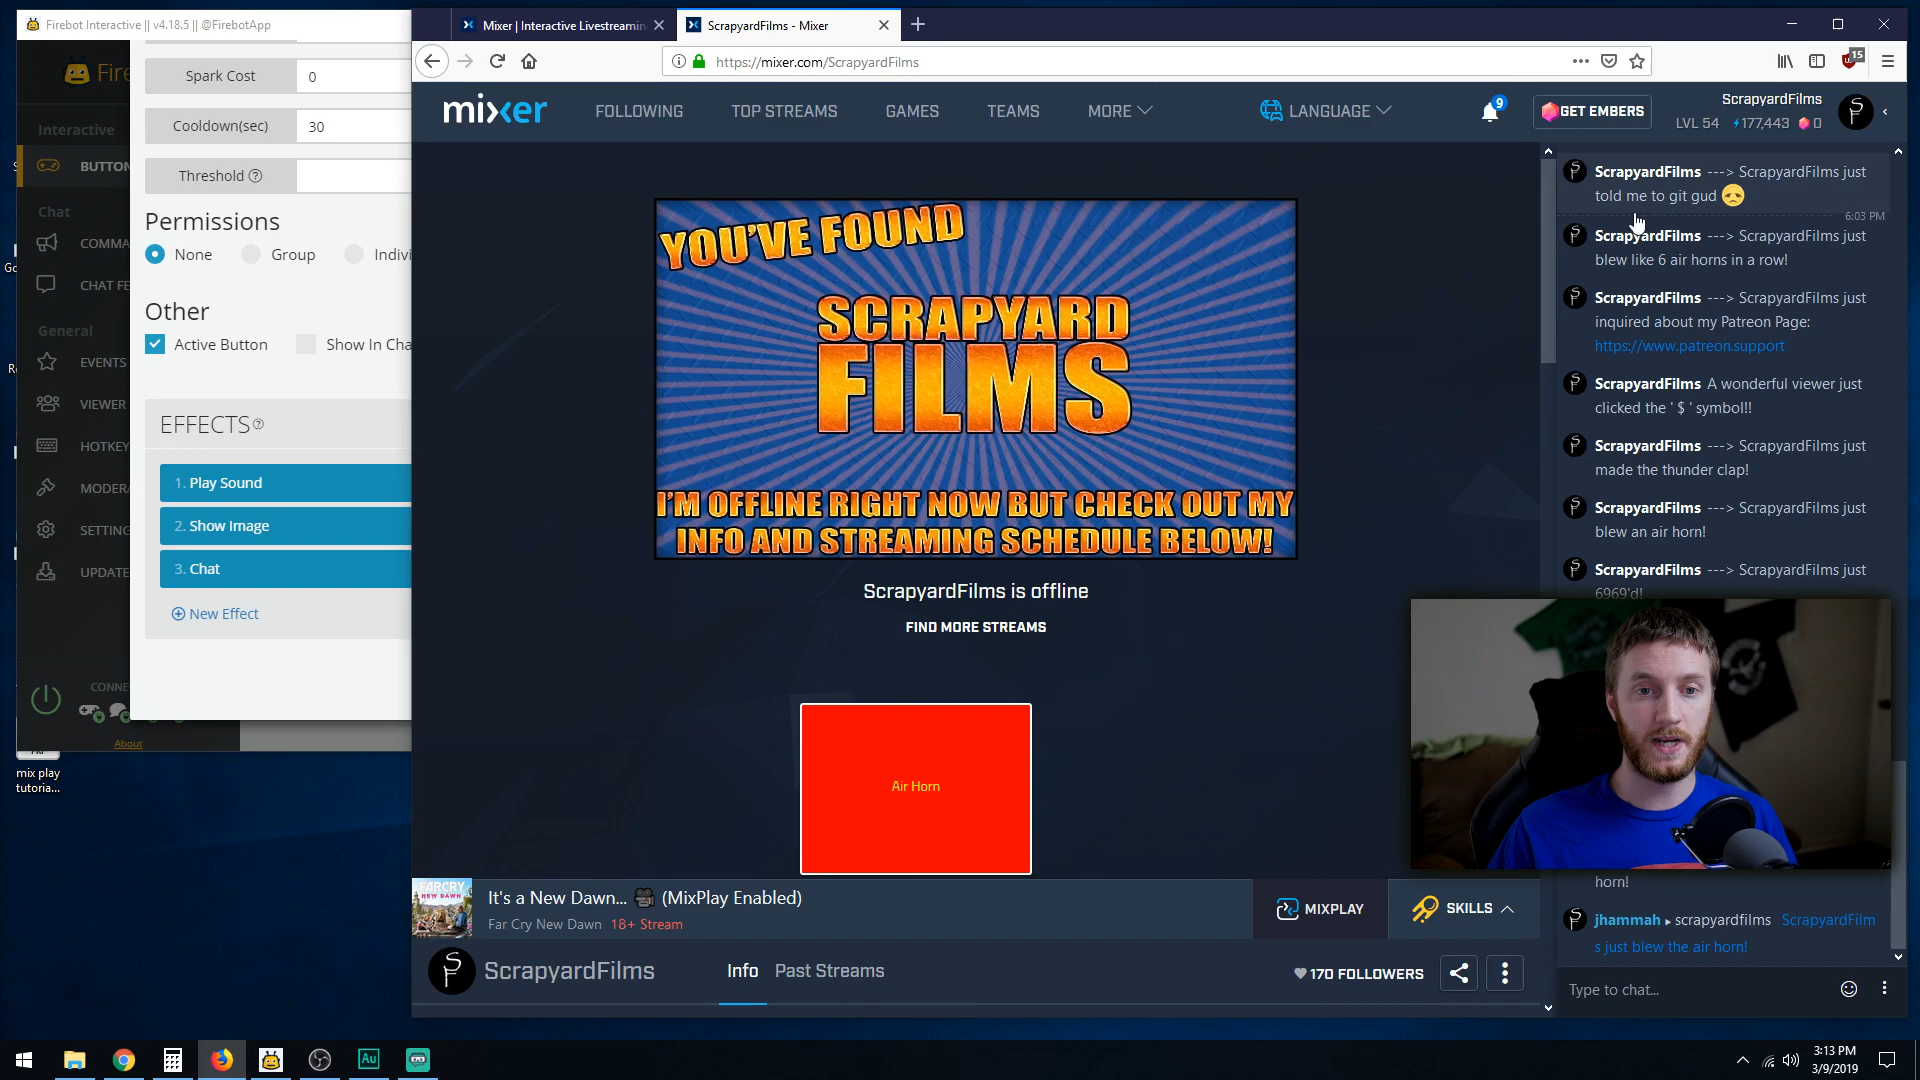 Firebot Interactive || v4.18.5 || @FirebotApp
Mixer | Interactive Livestreamin
ScrapyardFilms - Mixer
https://mixer.com/ScrapyardFilms
15
Fire
Interactive
BUTTON
Chat
COMMA
CHAT FE
General
EVENTS
VIEWER
HOTKEY
MODERA
SETTING
UPDATE
CONNE
About
Spark Cost 0
Cooldown(sec) 30
Threshold
Permissions
None Group Indivi
Other
Active Button Show In Cha
EFFECTS
1. Play Sound
2. Show Image
3. Chat
New Effect
mixer FOLLOWING TOP STREAMS GAMES TEAMS MORE LANGUAGE
9
GET EMBERS
ScrapyardFilms
LVL 54 177,443 0
YOU'VE FOUND
SCRAPYARD
FILMS
I'M OFFLINE RIGHT NOW BUT CHECK OUT MY
INFO AND STREAMING SCHEDULE BELOW!
ScrapyardFilms is offline
FIND MORE STREAMS
Air Horn
FARCRY
NEW DAWN
It's a New Dawn... 🎥 (MixPlay Enabled)
Far Cry New Dawn 18+ Stream
MIXPLAY
SKILLS
ScrapyardFilms
Info Past Streams
170 FOLLOWERS
ScrapyardFilms ---> ScrapyardFilms just
told me to git gud 😞
6:03 PM
ScrapyardFilms ---> ScrapyardFilms just
blew like 6 air horns in a row!
ScrapyardFilms ---> ScrapyardFilms just
inquired about my Patreon Page:
https://www.patreon.support
ScrapyardFilms A wonderful viewer just
clicked the ' $ ' symbol!!
ScrapyardFilms ---> ScrapyardFilms just
made the thunder clap!
ScrapyardFilms ---> ScrapyardFilms just
blew an air horn!
ScrapyardFilms ---> ScrapyardFilms just
6969'd!
horn!
jhammah ▸ scrapyardfilms ScrapyardFilm
s just blew the air horn!
Type to chat...
mix play
tutoria...
Au
3:13 PM
3/9/2019